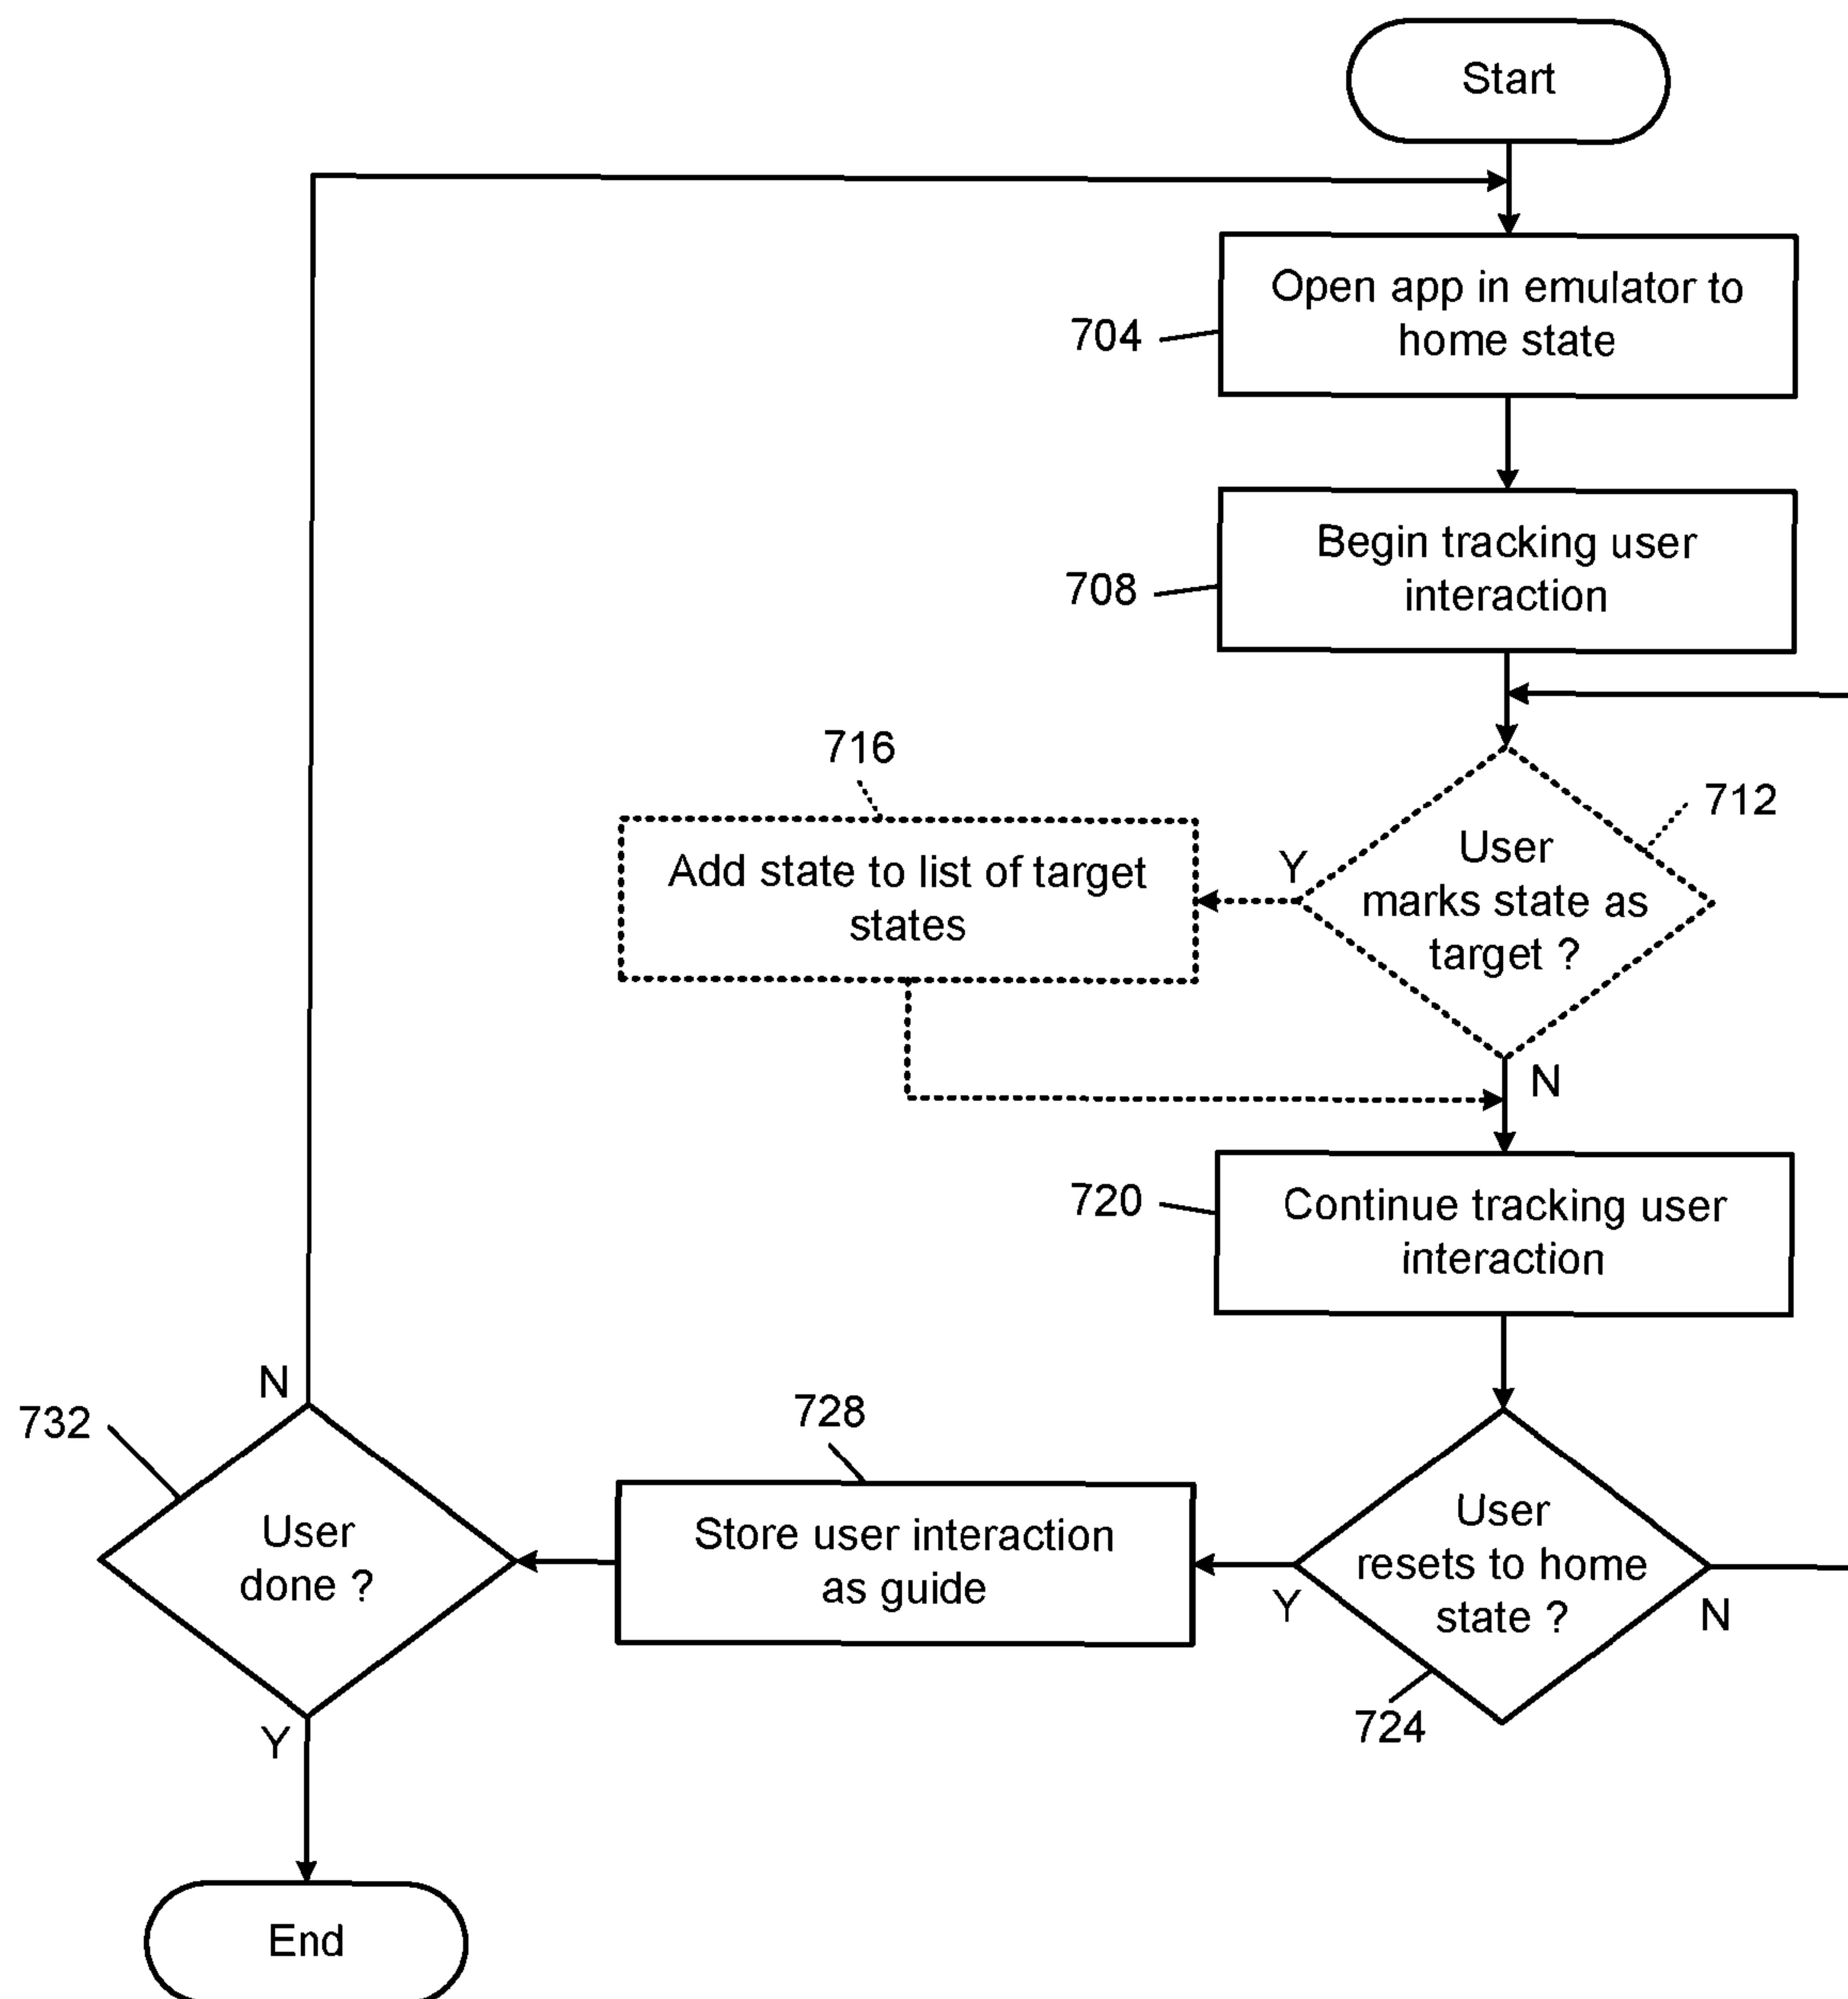 Start
Open app in emulator to
home state
704
Begin tracking user
interaction
708
716
712
User
marks state as
target ?
Y
Add state to list of target
states
N
720
Continue tracking user
interaction
N
732
728
User
done ?
Store user interaction
as guide
User
resets to home
state ?
Y
N
724
Y
End